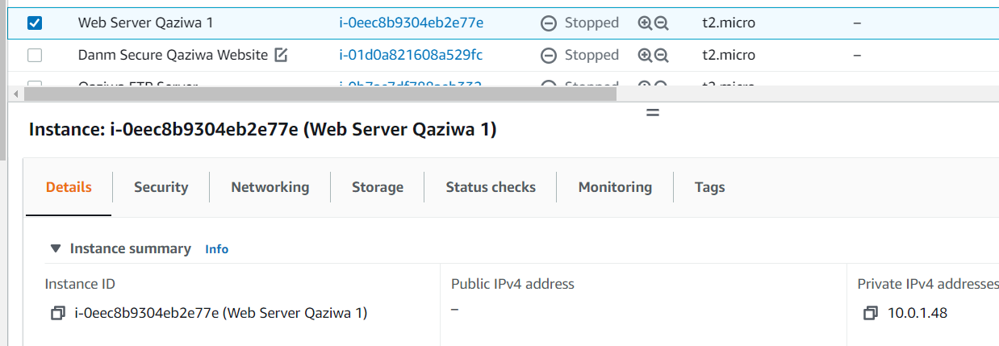 Web Server Qaziwa 1 i-0eec8b9304eb2e77e Stopped t2.micro –
Danm Secure Qaziwa Website i-01d0a821608a529fc Stopped t2.micro –
Qaziwa FTP Server Stopped t2.micro
Instance: i-0eec8b9304eb2e77e (Web Server Qaziwa 1)
Details Security Networking Storage Status checks Monitoring Tags
Instance summary Info
Instance ID Public IPv4 address Private IPv4 addresses
i-0eec8b9304eb2e77e (Web Server Qaziwa 1) – 10.0.1.48